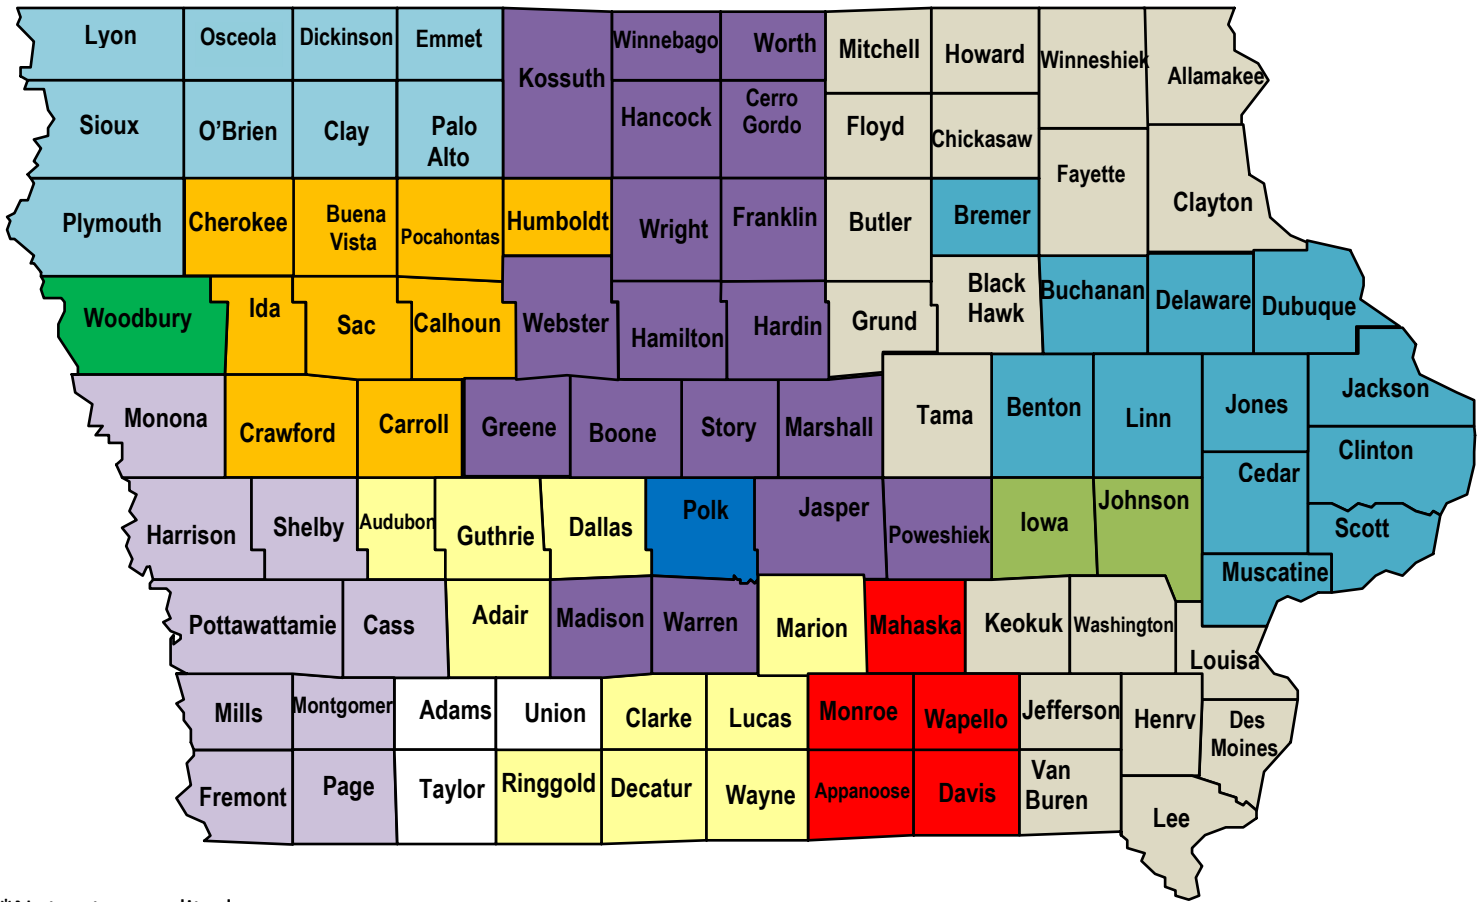 Lyon
Osceola
Dickinson
Emmet
Kossuth
Winnebago
Worth
Mitchell
Howard
Winneshiek
Allamakee
Sioux
O'Brien
Clay
Palo
Alto
Hancock
Cerro
Gordo
Floyd
Chickasaw
Fayette
Clayton
Plymouth
Cherokee
Buena
Vista
Pocahontas
Humboldt
Wright
Franklin
Butler
Bremer
Woodbury
Ida
Sac
Calhoun
Webster
Hamilton
Hardin
Grund
Black
Hawk
Buchanan
Delaware
Dubuque
Monona
Crawford
Carroll
Greene
Boone
Story
Marshall
Tama
Benton
Linn
Jones
Jackson
Clinton
Cedar
Harrison
Shelby
Audubon
Guthrie
Dallas
Polk
Jasper
Poweshiek
Iowa
Johnson
Scott
Muscatine
Pottawattamie
Cass
Adair
Madison
Warren
Marion
Mahaska
Keokuk
Washington
Louisa
Mills
Montgomer
Adams
Union
Clarke
Lucas
Monroe
Wapello
Jefferson
Henry
Des
Moines
Fremont
Page
Taylor
Ringgold
Decatur
Wayne
Appanoose
Davis
Van
Buren
Lee